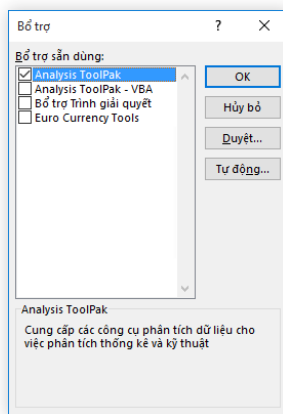 Bổ trợ
Bổ trợ sẵn dùng:
Analysis ToolPak
Analysis ToolPak - VBA
Bổ trợ Trình giải quyết
Euro Currency Tools
OK
Hủy bỏ
Duyệt...
Tự động...
Analysis ToolPak
Cung cấp các công cụ phân tích dữ liệu cho
việc phân tích thống kê và kỹ thuật